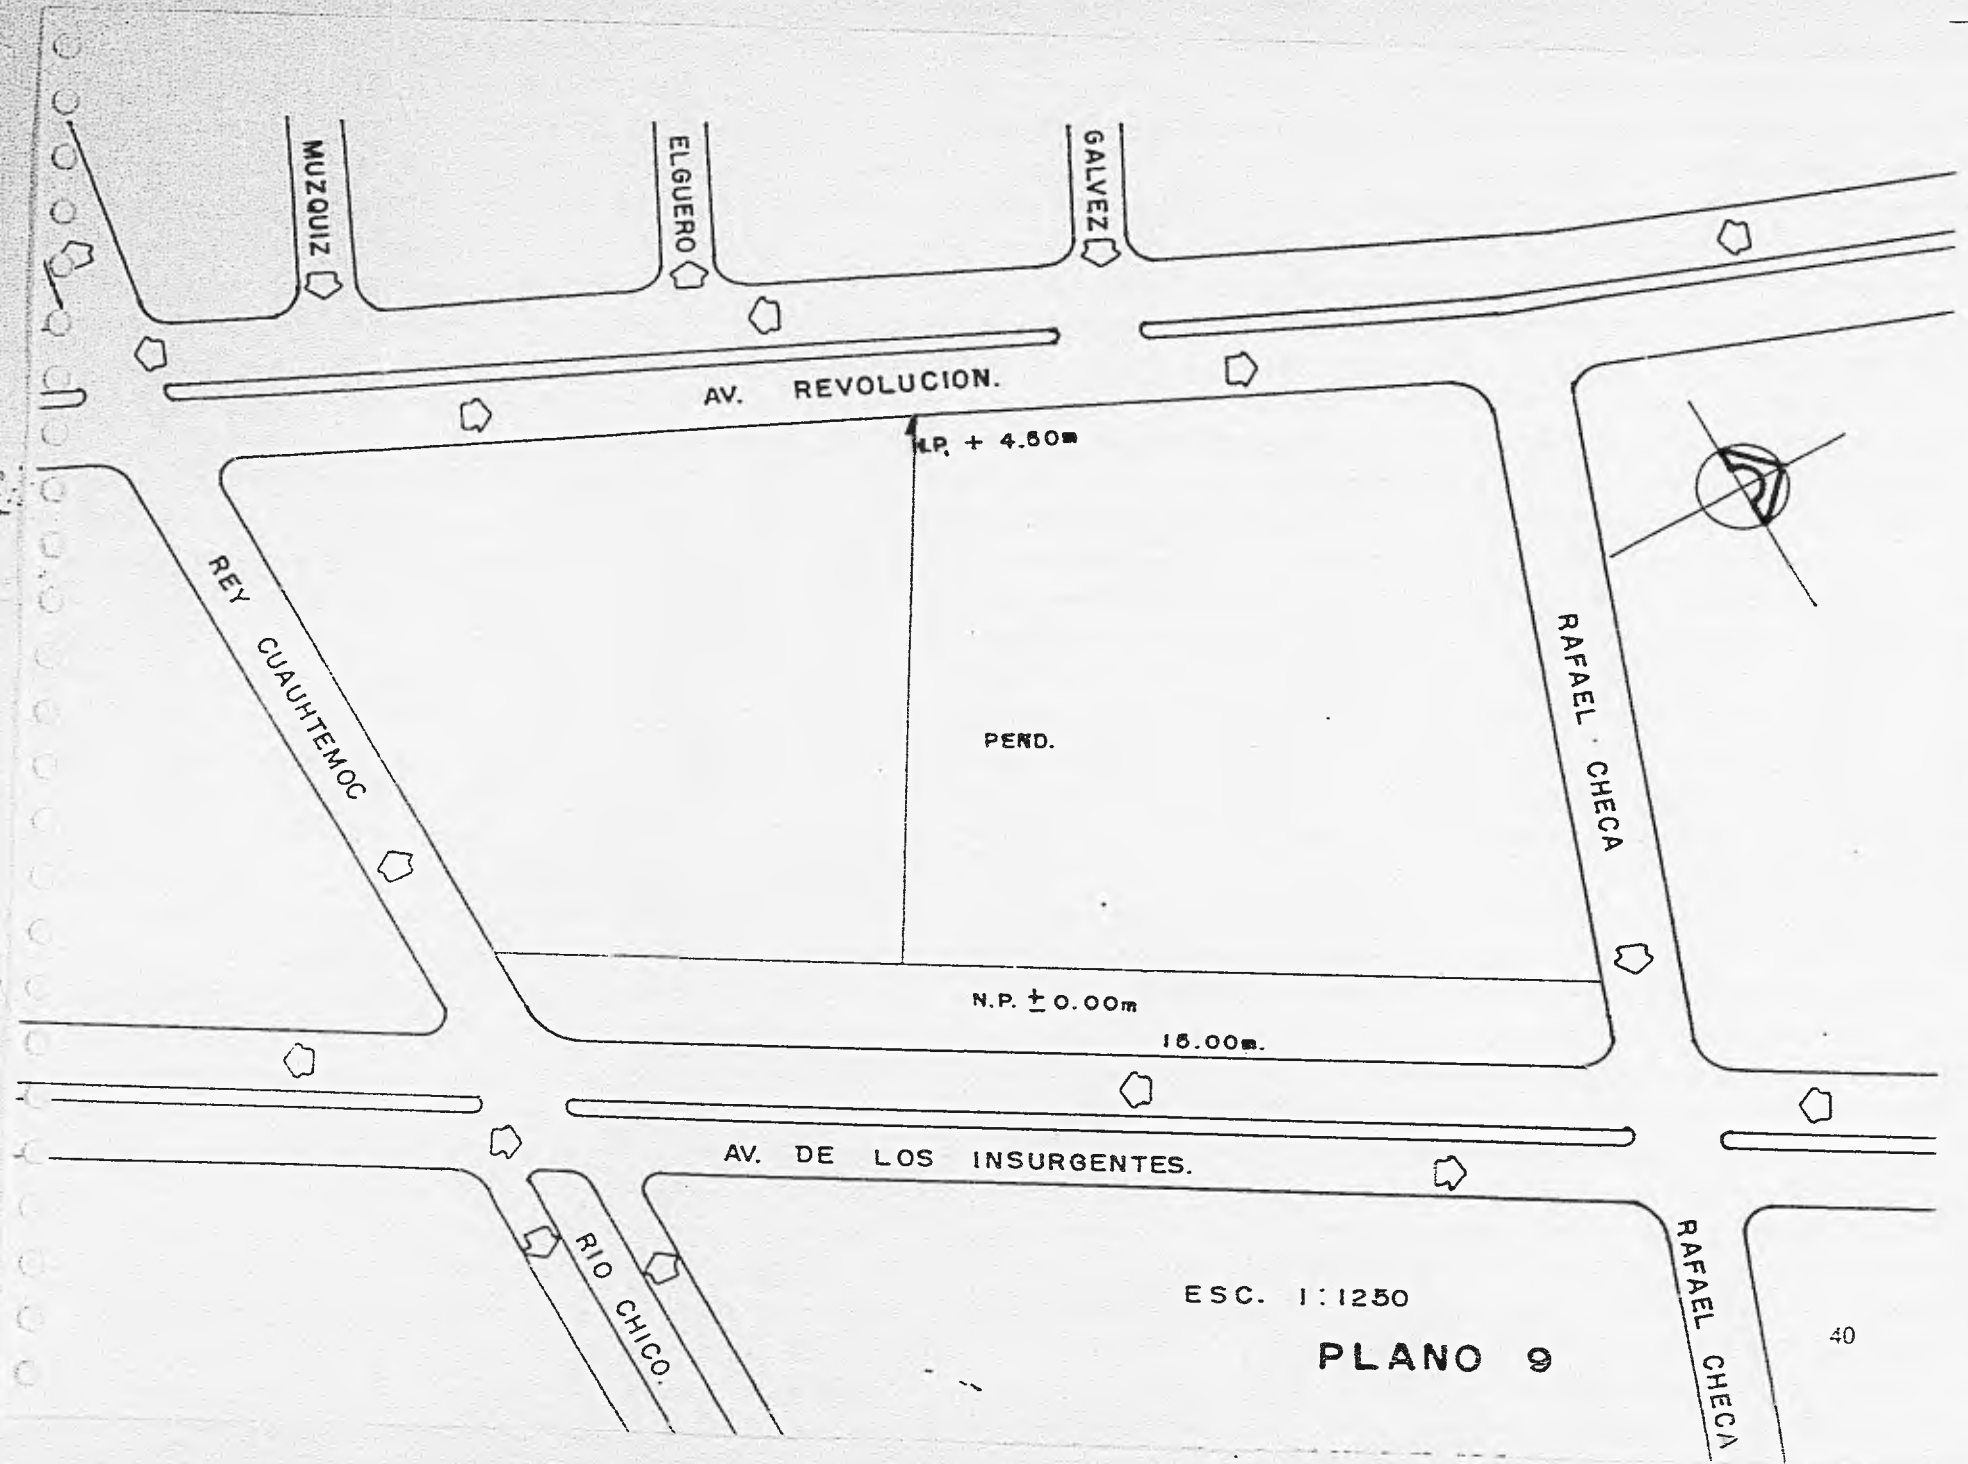 MUZQUIZ
ELGUERO
GALVEZ
AV. REVOLUCION.
N.P. + 4.50m
REY CUAUHTEMOC
RAFAEL CHECA
PEND.
N.P. ± 0.00m
15.00m.
AV. DE LOS INSURGENTES.
RIO CHICO.
RAFAEL CHECA
ESC. 1:1250
PLANO 9
40